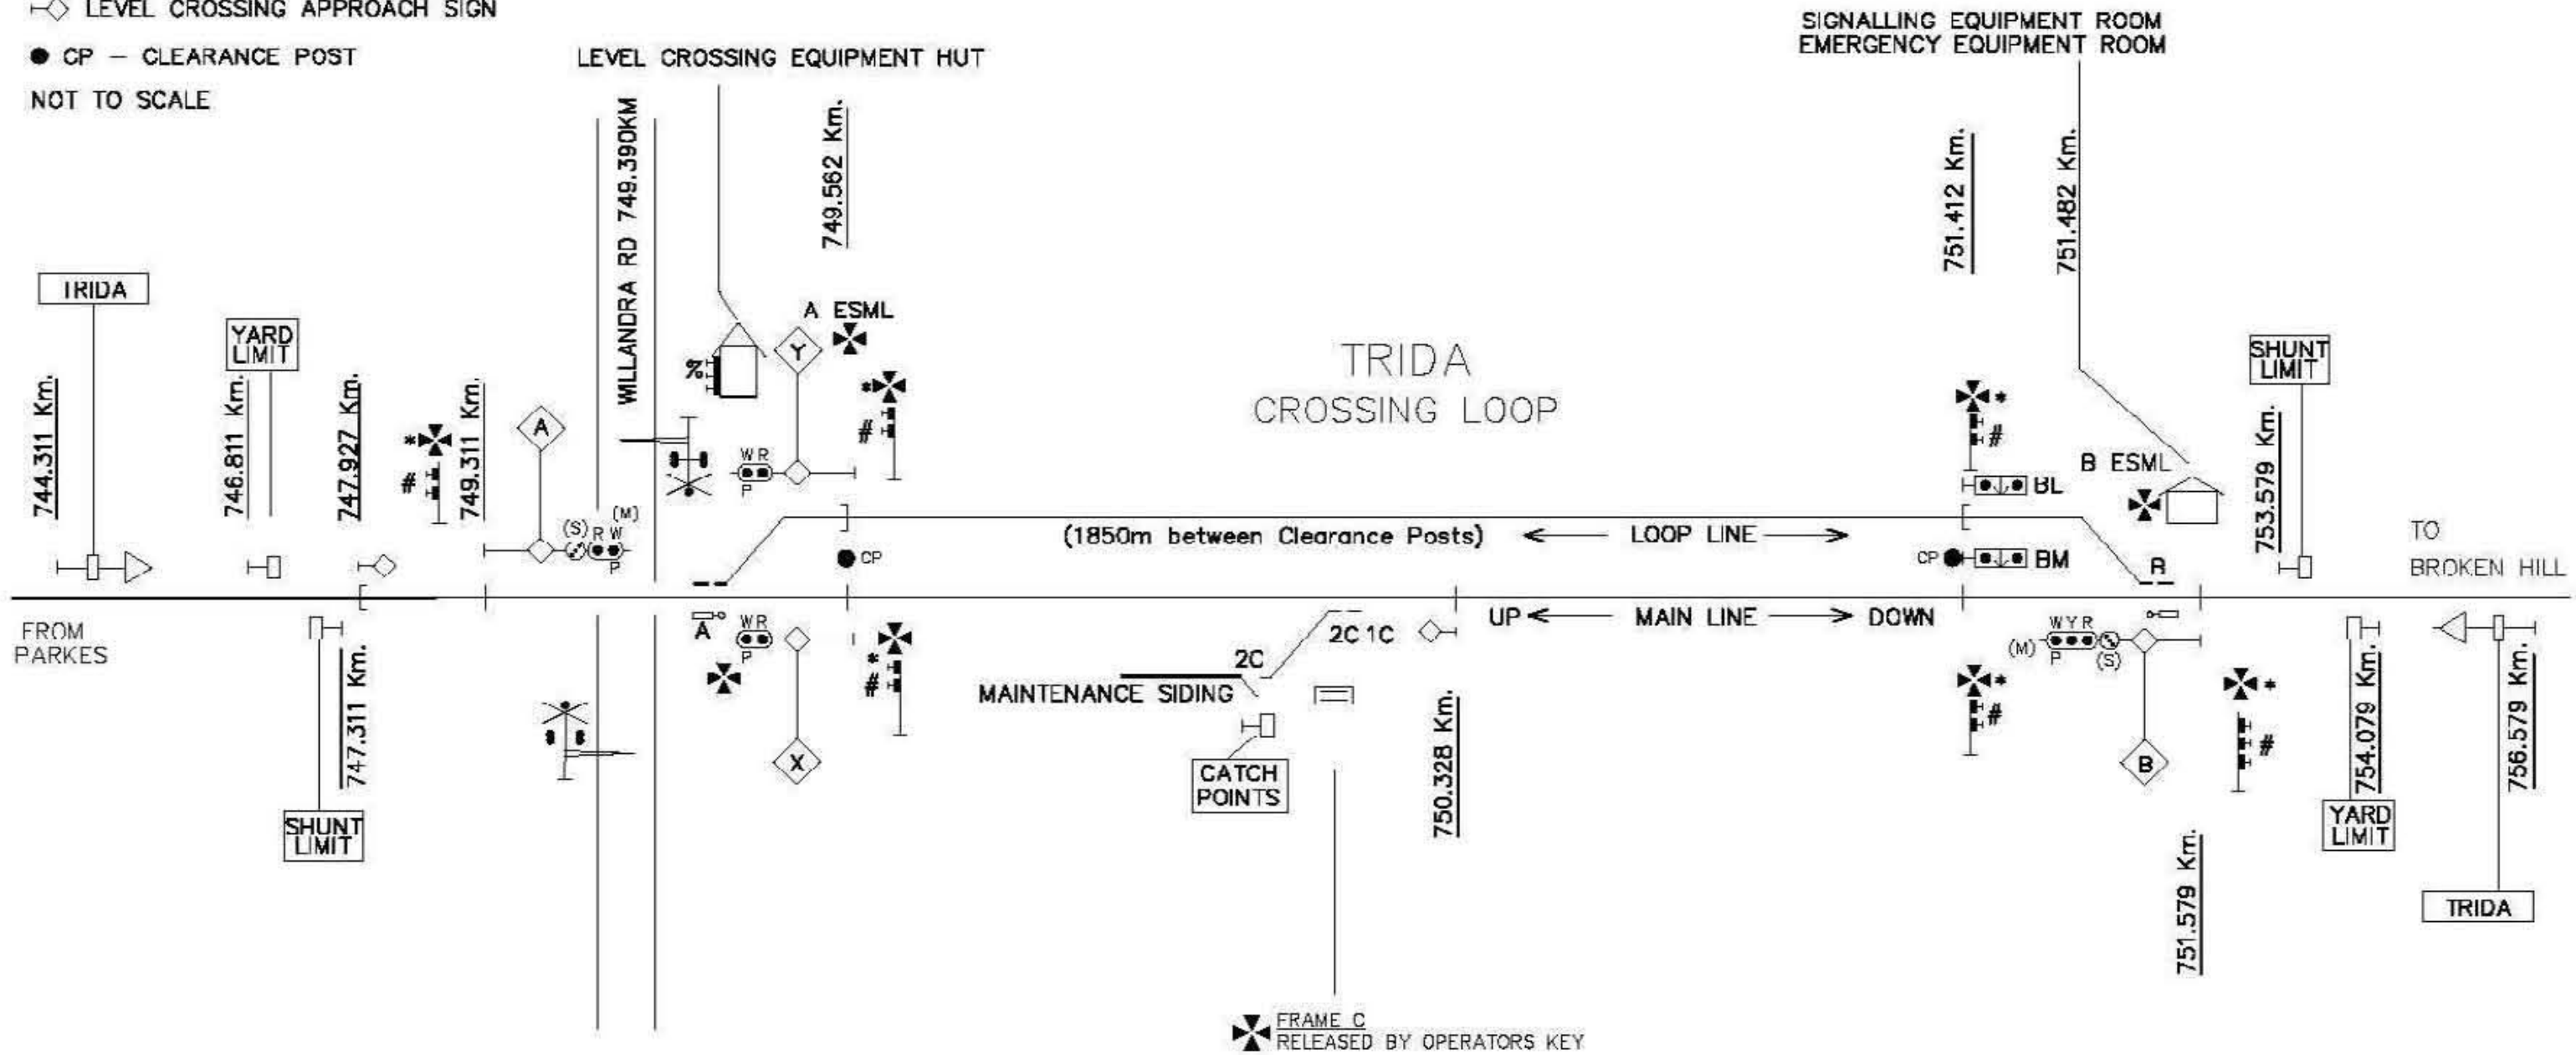 LEVEL CROSSING APPROACH SIGN
CP – CLEARANCE POST
NOT TO SCALE
LEVEL CROSSING EQUIPMENT HUT
SIGNALLING EQUIPMENT ROOM
EMERGENCY EQUIPMENT ROOM
WILLANDRA RD 749.390KM
749.562 Km.
751.412 Km.
751.482 Km.
TRIDA
YARD
LIMIT
744.311 Km.
746.811 Km.
747.927 Km.
* #
749.311 Km.
A
(S) R W (M)
P
%
Y
A ESML
* #
W R
P
TRIDA
CROSSING LOOP
* #
BL
B ESML
SHUNT
LIMIT
753.579 Km.
TO
BROKEN HILL
(1850m between Clearance Posts)
LOOP LINE
CP
CP
BM
B
FROM
PARKES
747.311 Km.
SHUNT
LIMIT
A
W R
P
X
* #
MAINTENANCE SIDING
2C
2C 1C
CATCH
POINTS
750.328 Km.
UP
MAIN LINE
DOWN
* #
(M) W Y R
P (S)
B
* #
751.579 Km.
754.079 Km.
YARD
LIMIT
756.579 Km.
TRIDA
FRAME C
RELEASED BY OPERATORS KEY